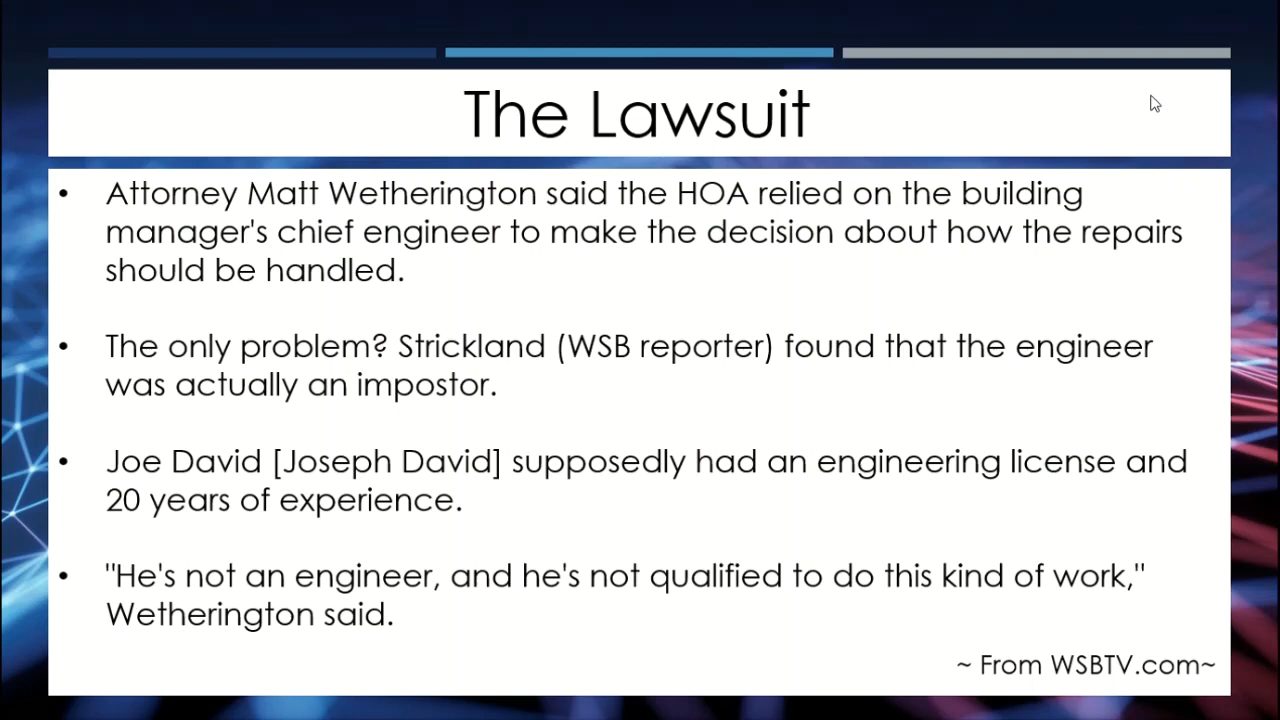 The Lawsuit
• Attorney Matt Wetherington said the HOA relied on the building
manager's chief engineer to make the decision about how the repairs
should be handled.
• The only problem? Strickland (WSB reporter) found that the engineer
was actually an impostor.
• Joe David [Joseph David] supposedly had an engineering license and
20 years of experience.
• "He's not an engineer, and he's not qualified to do this kind of work,"
Wetherington said.
~ From WSBTV.com~